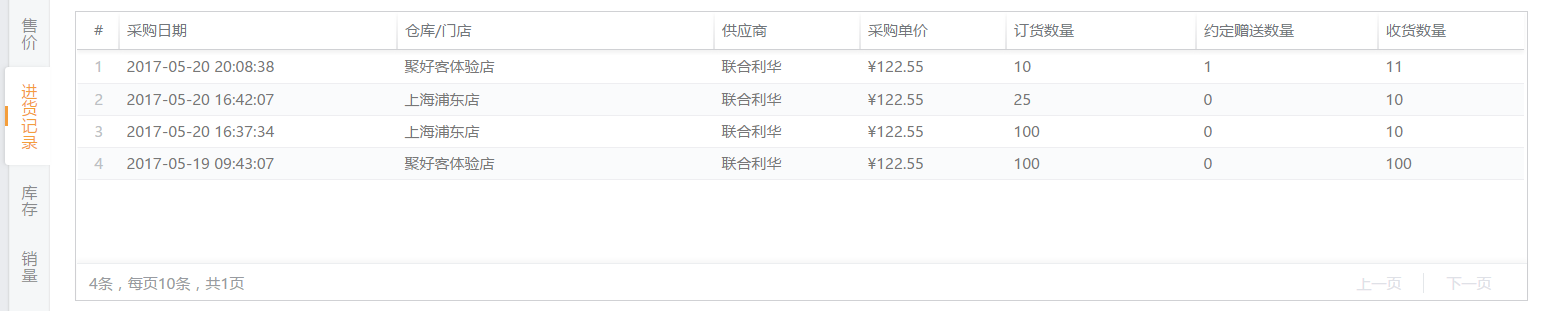 售价
进货记录
库存
销量
# 采购日期 仓库/门店 供应商 采购单价 订货数量 约定赠送数量 收货数量
1 2017-05-20 20:08:38 聚好客体验店 联合利华 ¥122.55 10 1 11
2 2017-05-20 16:42:07 上海浦东店 联合利华 ¥122.55 25 0 10
3 2017-05-20 16:37:34 上海浦东店 联合利华 ¥122.55 100 0 10
4 2017-05-19 09:43:07 聚好客体验店 联合利华 ¥122.55 100 0 100
4条，每页10条，共1页 上一页 下一页